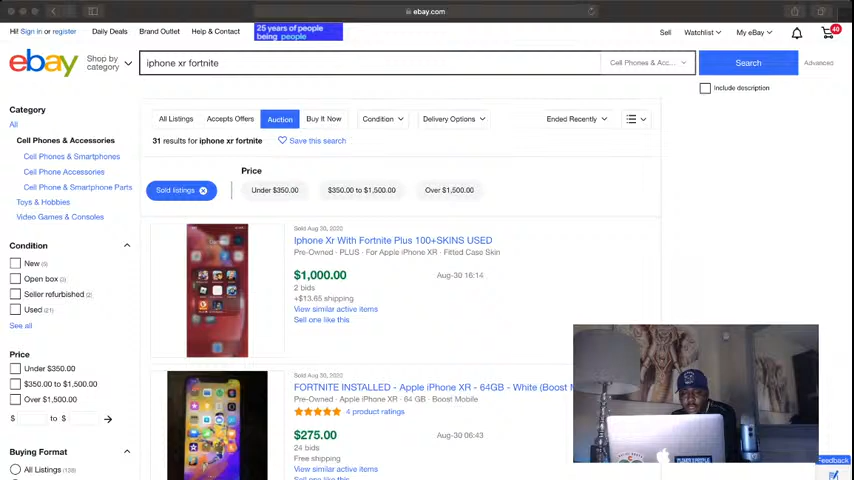 ebay.com
Hi! Sign in or register
Daily Deals
Brand Outlet
Help & Contact
25 years of people
being people
Sell
Watchlist
My eBay
40
ebay
Shop by
category
iphone xr fortnite
Cell Phones & Acc...
Search
Advanced
Include description
Category
All
Cell Phones & Accessories
Cell Phones & Smartphones
Cell Phone Accessories
Cell Phone & Smartphone Parts
Toys & Hobbies
Video Games & Consoles
Condition
New (5)
Open box
Seller refurbished (2)
Used (21)
See all
Price
Under $350.00
$350.00 to $1,500.00
Over $1,500.00
$ to $
Buying Format
All Listings (128)
All Listings
Accepts Offers
Auction
Buy It Now
Condition
Delivery Options
Ended Recently
31 results for iphone xr fortnite
Save this search
Price
Sold listings
Under $350.00
$350.00 to $1,500.00
Over $1,500.00
Sold Aug 30, 2020
Iphone Xr With Fortnite Plus 100+SKINS USED
Pre-Owned · PLUS · For Apple iPhone XR · Fitted Case Skin
$1,000.00
Aug-30 16:14
2 bids
+$13.65 shipping
View similar active items
Sell one like this
Sold Aug 30, 2020
FORTNITE INSTALLED - Apple iPhone XR - 64GB - White (Boost M
Pre-Owned · Apple iPhone XR · 64 GB · Boost Mobile
4 product ratings
$275.00
Aug-30 06:43
24 bids
Free shipping
View similar active items
Sell one like this
Feedback